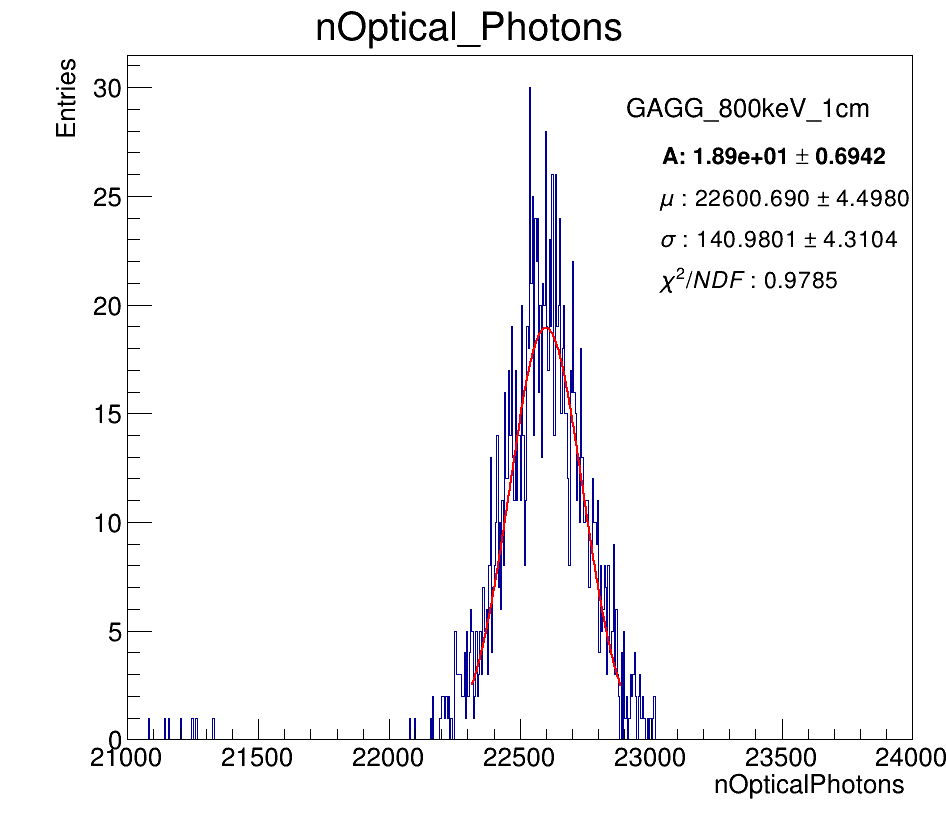 nOptical_Photons
Entries
GAGG_800keV_1cm
A: 1.89e+01 ± 0.6942
μ : 22600.690 ± 4.4980
σ : 140.9801 ± 4.3104
χ²/NDF : 0.9785
30
25
20
15
10
5
0
21000 21500 22000 22500 23000 23500 24000
nOpticalPhotons